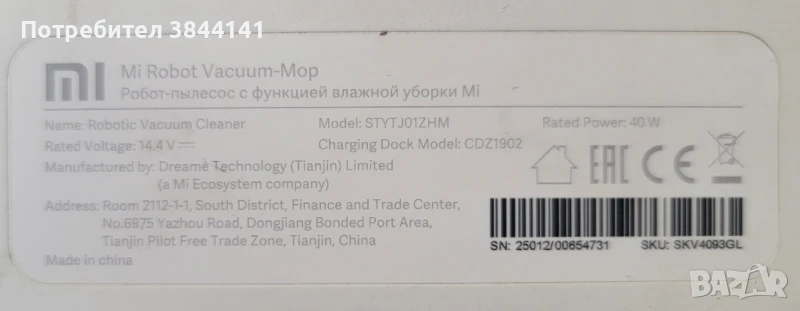 Потребител 3844141
MI
Mi Robot Vacuum-Mop
Робот-пылесос с функцией влажной уборки Mi
Name: Robotic Vacuum Cleaner
Model: STYTJ01ZHM
Rated Power: 40 W
Rated Voltage: 14.4 V⎓
Charging Dock Model: CDZ1902
Manufactured by: Dreame Technology (Tianjin) Limited
(a Mi Ecosystem company)
EAC CE
Address: Room 2112-1-1, South District, Finance and Trade Center,
No.6975 Yazhou Road, Dongjiang Bonded Port Area,
Tianjin Pilot Free Trade Zone, Tianjin, China
SN: 25012/00654731
SKU: SKV4093GL
Made in china
BAZAR